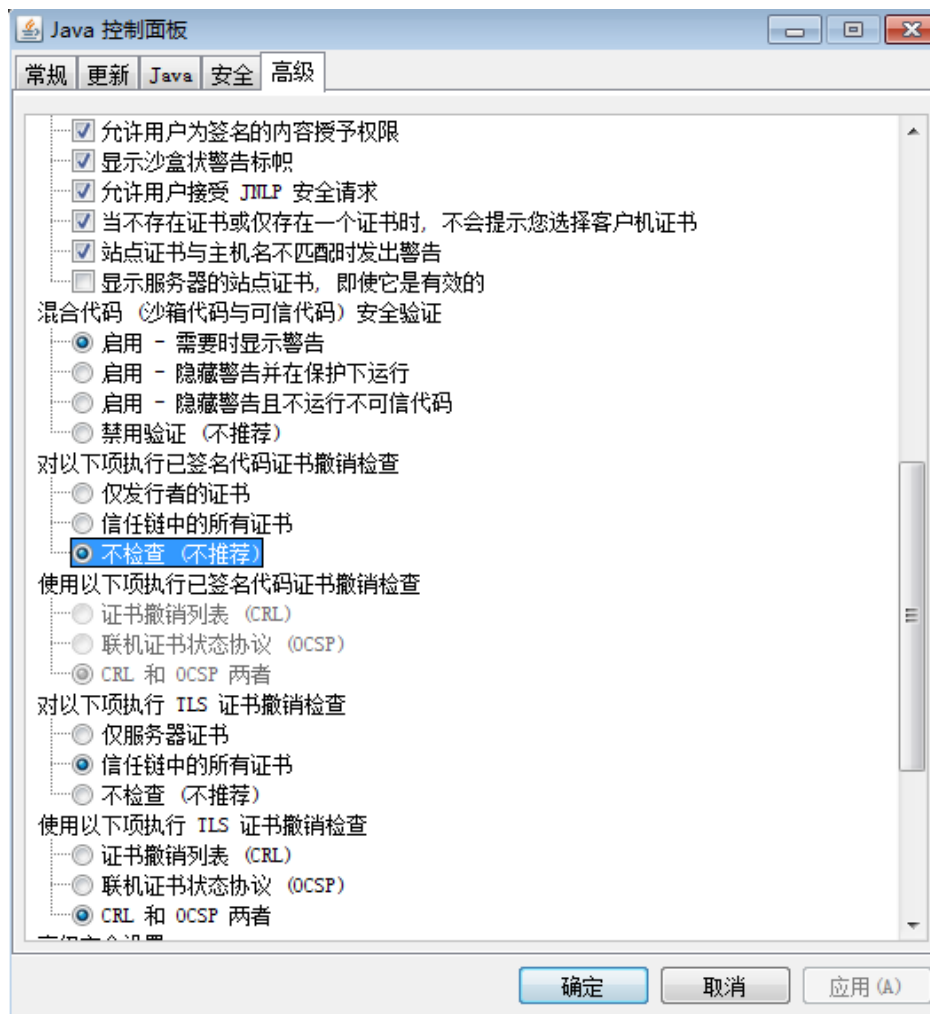 Java 控制面板
常规 更新 Java 安全 高级
允许用户为签名的内容授予权限
显示沙盒状警告标帜
允许用户接受 JNLP 安全请求
当不存在证书或仅存在一个证书时, 不会提示您选择客户机证书
站点证书与主机名不匹配时发出警告
显示服务器的站点证书, 即使它是有效的
混合代码 (沙箱代码与可信代码) 安全验证
启用 - 需要时显示警告
启用 - 隐藏警告并在保护下运行
启用 - 隐藏警告且不运行不可信代码
禁用验证 (不推荐)
对以下项执行已签名代码证书撤销检查
仅发行者的证书
信任链中的所有证书
不检查 (不推荐)
使用以下项执行已签名代码证书撤销检查
证书撤销列表 (CRL)
联机证书状态协议 (OCSP)
CRL 和 OCSP 两者
对以下项执行 TLS 证书撤销检查
仅服务器证书
信任链中的所有证书
不检查 (不推荐)
使用以下项执行 TLS 证书撤销检查
证书撤销列表 (CRL)
联机证书状态协议 (OCSP)
CRL 和 OCSP 两者
确定 取消 应用(A)